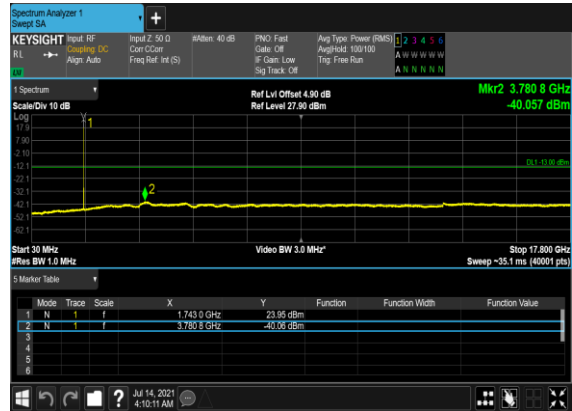 Spectrum Analyzer 1
Swept SA
+
KEYSIGHT Input: RF Input Z: 50 Ω #Atten: 40 dB PNO: Fast Avg Type: Power (RMS) 1 2 3 4 5 6
RL Coupling: DC Corr CCorr Gate: Off Avg|Hold: 100/100 A W W W W W
Align: Auto Freq Ref: Int (S) IF Gain: Low Trig: Free Run
LW Sig Track: Off A N N N N N
1 Spectrum Ref Lvl Offset 4.90 dB Mkr2 3.780 8 GHz
Scale/Div 10 dB Ref Level 27.90 dBm -40.057 dBm
Log
17.9
1
7.90
-2.10
-12.1
DL1 -13.00 dBm
-22.1
-32.1
2
-42.1
-52.1
-62.1
Start 30 MHz Video BW 3.0 MHz* Stop 17.800 GHz
#Res BW 1.0 MHz Sweep ~35.1 ms (40001 pts)
5 Marker Table
Mode Trace Scale X Y Function Function Width Function Value
1 N 1 f 1.743 0 GHz 23.95 dBm
2 N 1 f 3.780 8 GHz -40.06 dBm
3
4
5
6
? Jul 14, 2021
4:10:11 AM